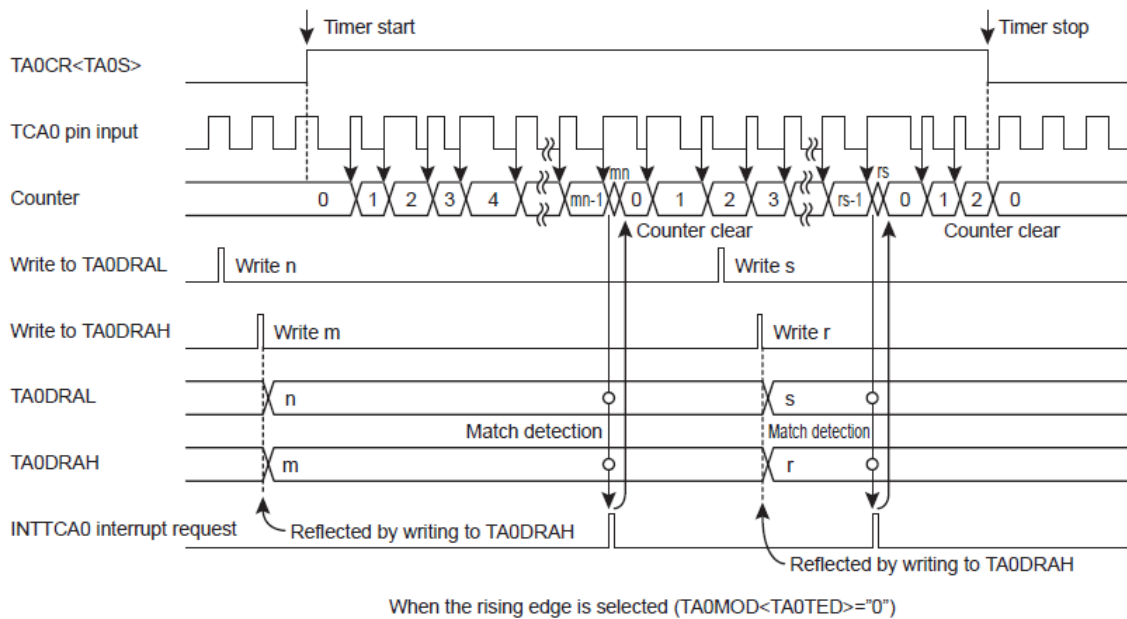 Timer start Timer stop
TA0CR<TA0S>
TCA0 pin input
mn rs
Counter 0 1 2 3 4 mn-1 0 1 2 3 rs-1 0 1 2 0
Counter clear Counter clear
Write to TA0DRAL Write n Write s
Write to TA0DRAH Write m Write r
TA0DRAL n s
Match detection Match detection
TA0DRAH m r
INTTCA0 interrupt request Reflected by writing to TA0DRAH
Reflected by writing to TA0DRAH
When the rising edge is selected (TA0MOD<TA0TED>=”0”)